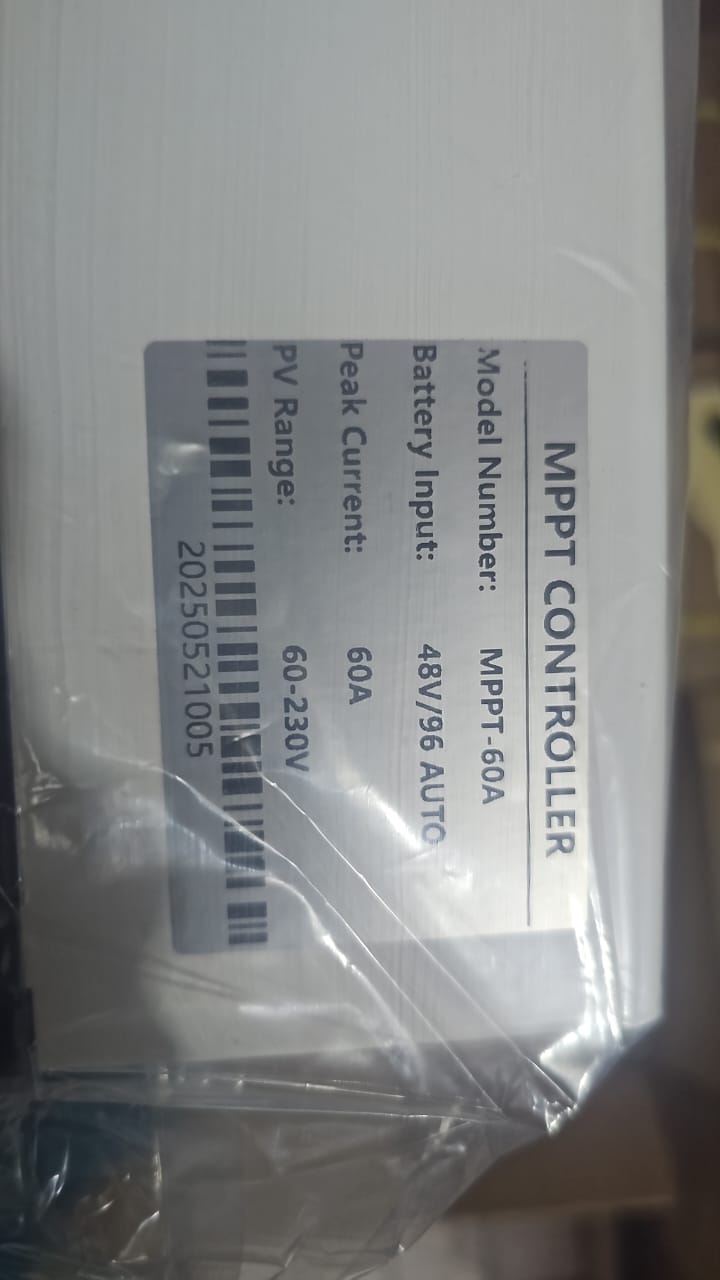 MPPT CONTROLLER
Model Number: MPPT-60A
Battery Input: 48V/96 AUTO
Peak Current: 60A
PV Range: 60-230V
20250521005